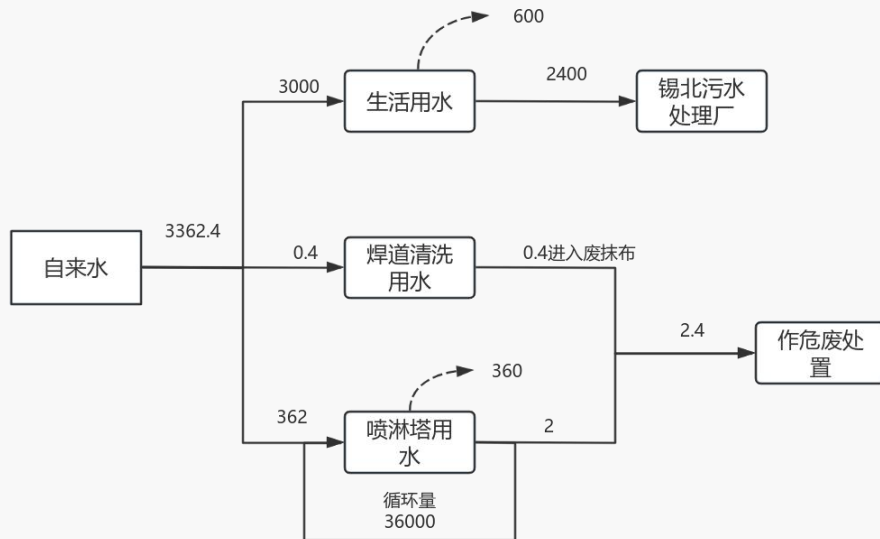 600
3000
生活用水
2400
锡北污水
处理厂
3362.4
自来水
0.4
焊道清洗
用水
0.4进入废抹布
2.4
作危废处
置
360
362
喷淋塔用
水
2
循环量
36000